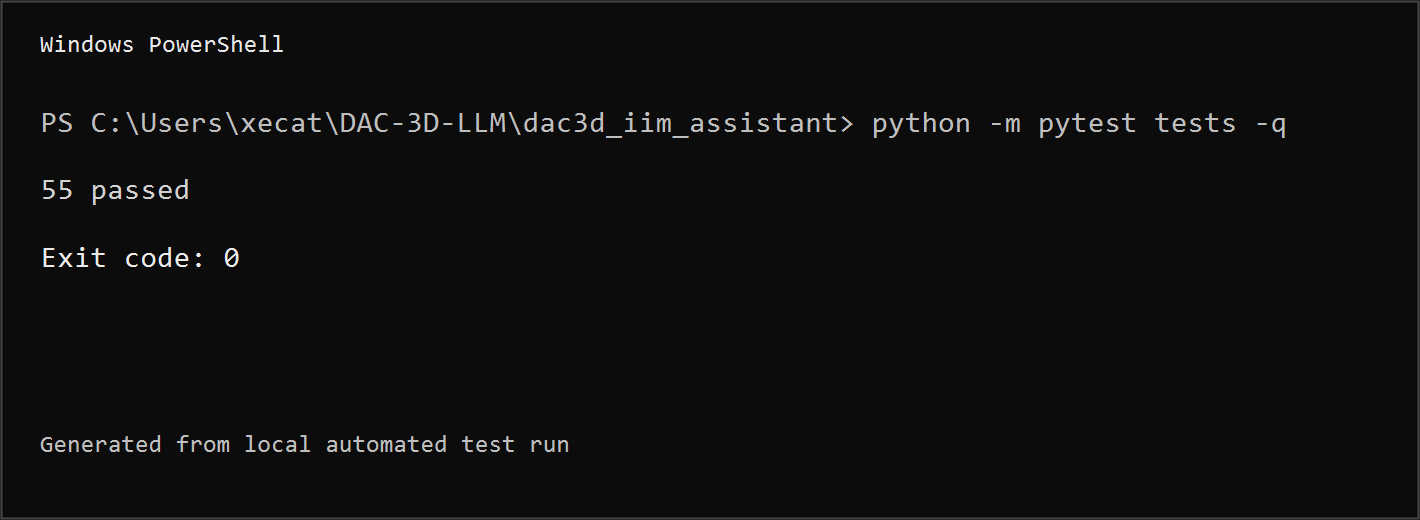 Windows PowerShell
PS C:\Users\xecat\DAC-3D-LLM\dac3d_iim_assistant> python -m pytest tests -q
55 passed
Exit code: 0
Generated from local automated test run